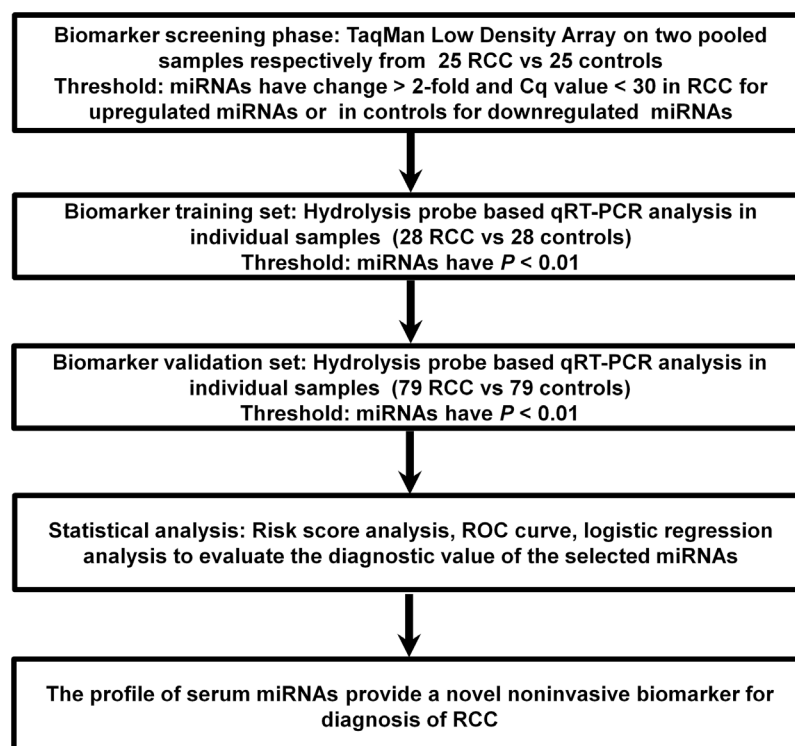 Biomarker screening phase: TaqMan Low Density Array on two pooled
samples respectively from 25 RCC vs 25 controls
Threshold: miRNAs have change > 2-fold and Cq value < 30 in RCC for
upregulated miRNAs or in controls for downregulated miRNAs
Biomarker training set: Hydrolysis probe based qRT-PCR analysis in
individual samples (28 RCC vs 28 controls)
Threshold: miRNAs have P < 0.01
Biomarker validation set: Hydrolysis probe based qRT-PCR analysis in
individual samples (79 RCC vs 79 controls)
Threshold: miRNAs have P < 0.01
Statistical analysis: Risk score analysis, ROC curve, logistic regression
analysis to evaluate the diagnostic value of the selected miRNAs
The profile of serum miRNAs provide a novel noninvasive biomarker for
diagnosis of RCC